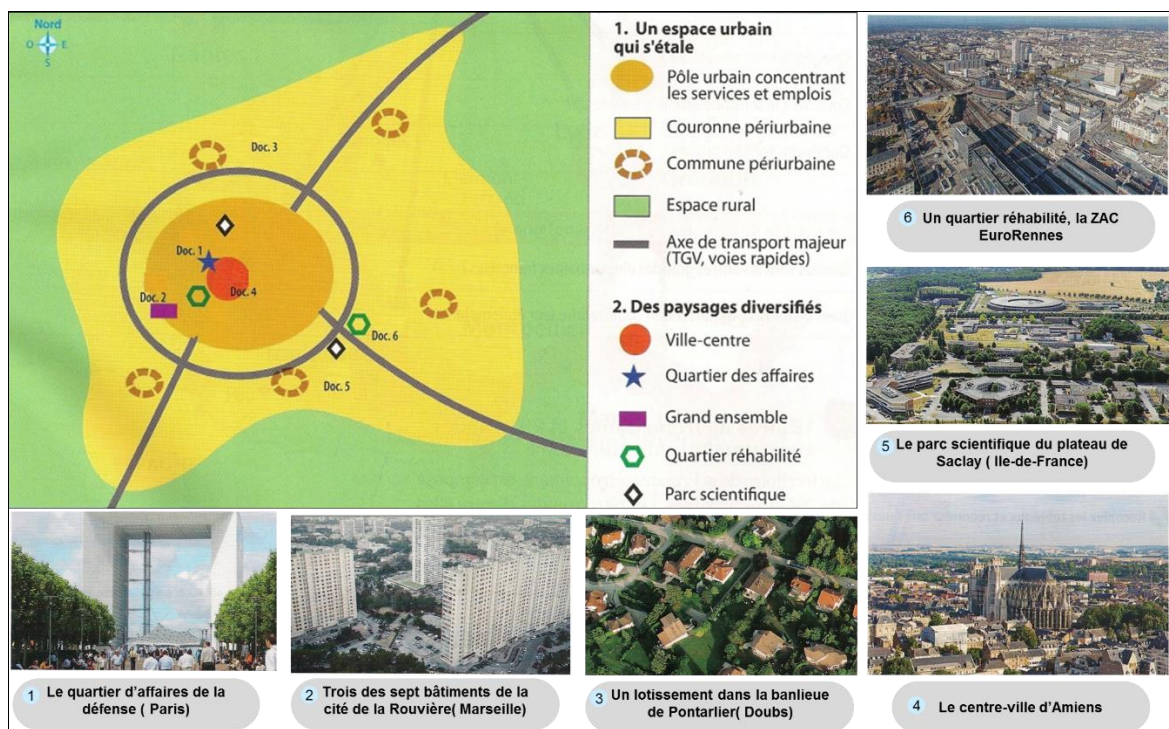 Nord
O
E
S
Doc. 3
Doc. 1
Doc. 2
Doc. 4
Doc. 6
Doc. 5
1. Un espace urbain
qui s'étale
Pôle urbain concentrant
les services et emplois
Couronne périurbaine
Commune périurbaine
Espace rural
Axe de transport majeur
(TGV, voies rapides)
2. Des paysages diversifiés
Ville-centre
Quartier des affaires
Grand ensemble
Quartier réhabilité
Parc scientifique
6 Un quartier réhabilité, la ZAC
EuroRennes
5 Le parc scientifique du plateau de
Saclay ( Ile-de-France)
1 Le quartier d'affaires de la
défense ( Paris)
2 Trois des sept bâtiments de la
cité de la Rouvière( Marseille)
3 Un lotissement dans la banlieue
de Pontarlier( Doubs)
4 Le centre-ville d'Amiens